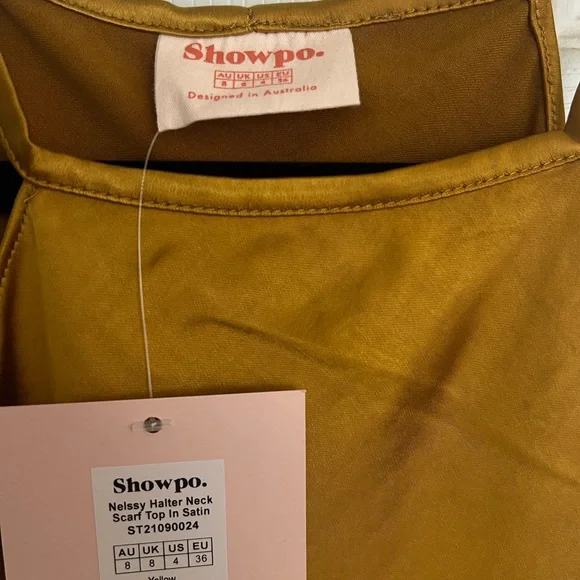 Showpo.
AU UK US EU
8 8 4 36
Designed in Australia
Showpo.
Nelssy Halter Neck
Scarf Top In Satin
ST21090024
AU UK US EU
8 8 4 36
Yellow